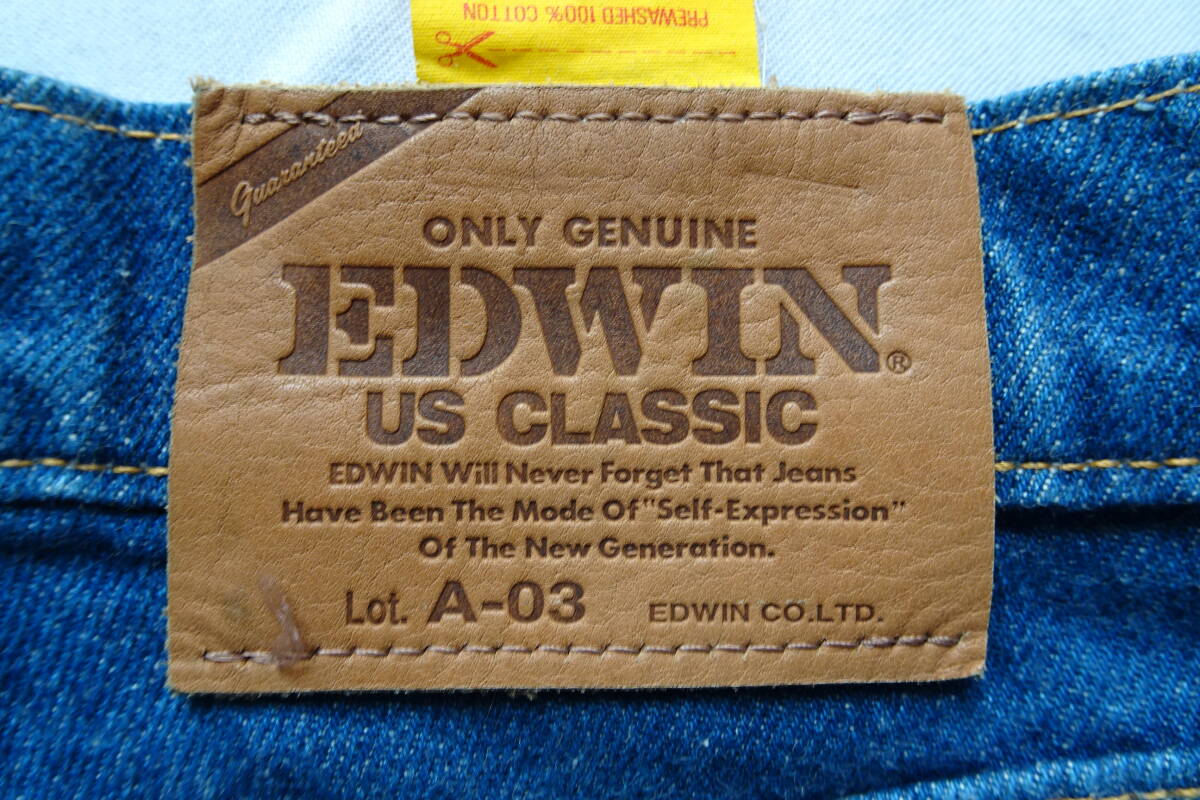 PREWASHED 100% COTTON
Guaranteed
ONLY GENUINE
EDWIN®
US CLASSIC
EDWIN Will Never Forget That Jeans
Have Been The Mode Of "Self-Expression"
Of The New Generation.
Lot. A-03 EDWIN CO.LTD.